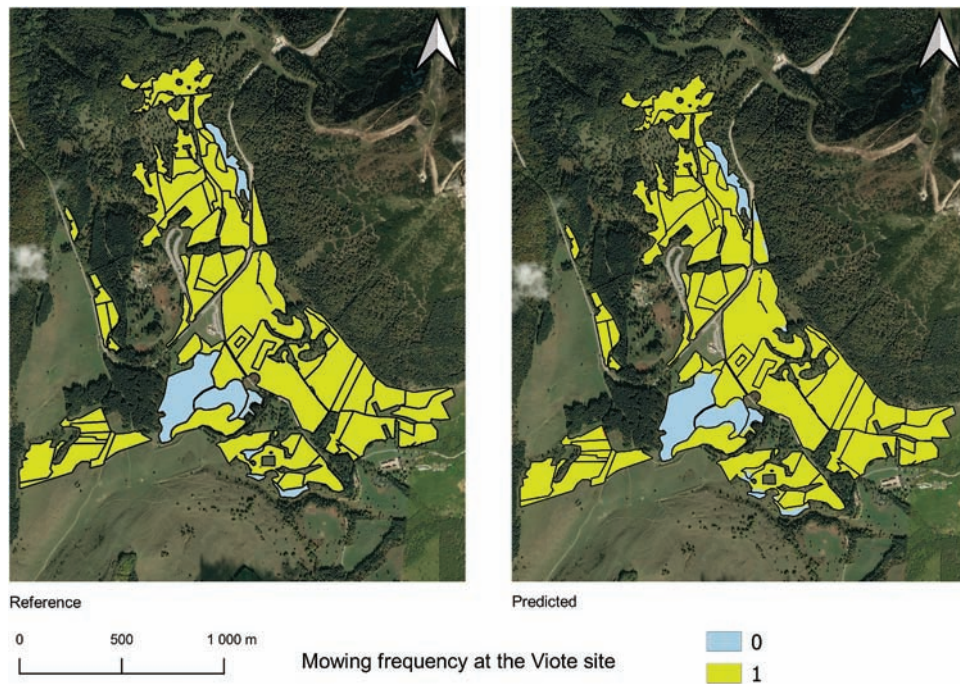 Reference
Predicted
0 500 1 000 m
Mowing frequency at the Viote site
0
1